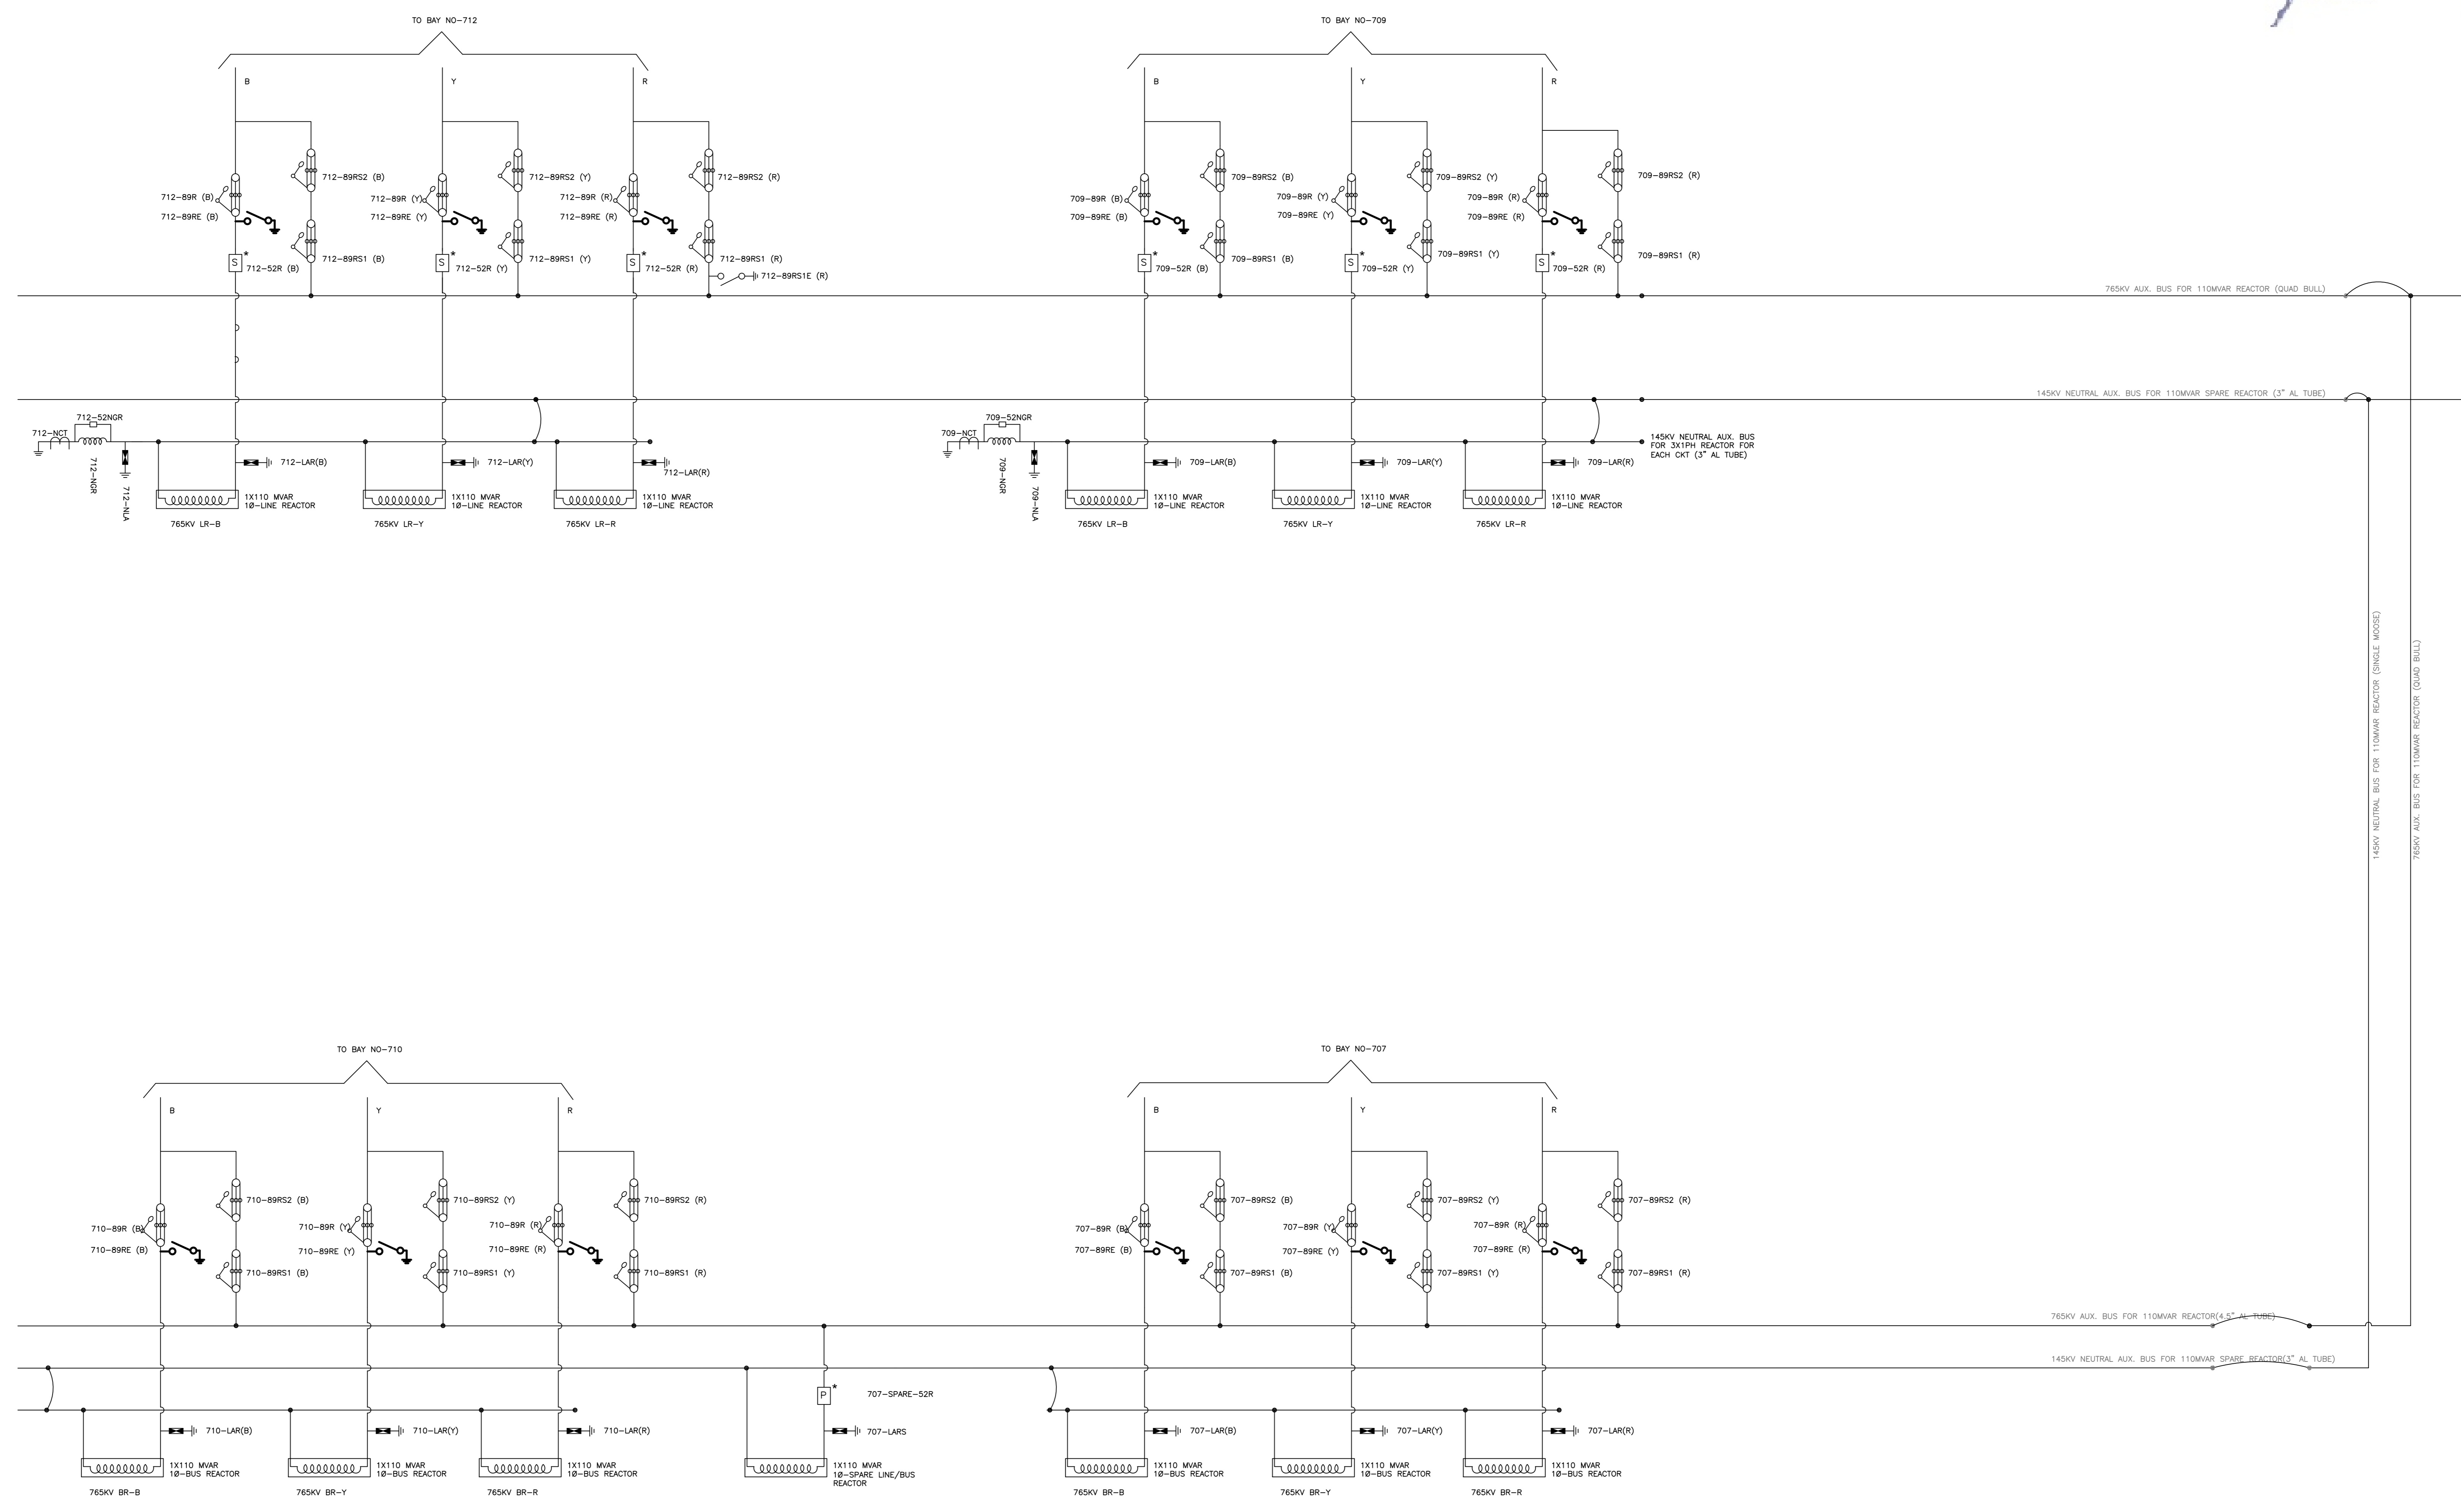 TO BAY NO-712
B
Y
R
712-89RS2 (B)
712-89R (B)
712-89RE (B)
712-89RS1 (B)
S
*
712-52R (B)
712-89RS2 (Y)
712-89R (Y)
712-89RE (Y)
712-89RS1 (Y)
S
*
712-52R (Y)
712-89RS2 (R)
712-89R (R)
712-89RE (R)
712-89RS1 (R)
S
*
712-52R (R)
712-89RS1E (R)
TO BAY NO-709
B
Y
R
709-89RS2 (B)
709-89R (B)
709-89RE (B)
709-89RS1 (B)
S
*
709-52R (B)
709-89RS2 (Y)
709-89R (Y)
709-89RE (Y)
709-89RS1 (Y)
S
*
709-52R (Y)
709-89RS2 (R)
709-89R (R)
709-89RE (R)
709-89RS1 (R)
S
*
709-52R (R)
765KV AUX. BUS FOR 110MVAR REACTOR (QUAD BULL)
145KV NEUTRAL AUX. BUS FOR 110MVAR SPARE REACTOR (3" AL TUBE)
712-52NGR
712-NCT
712-NGR
712-NLA
712-LAR(B)
712-LAR(Y)
712-LAR(R)
1X110 MVAR
1Ø-LINE REACTOR
1X110 MVAR
1Ø-LINE REACTOR
1X110 MVAR
1Ø-LINE REACTOR
765KV LR-B
765KV LR-Y
765KV LR-R
709-52NGR
709-NCT
709-NGR
709-NLA
709-LAR(B)
709-LAR(Y)
709-LAR(R)
145KV NEUTRAL AUX. BUS
FOR 3X1PH REACTOR FOR
EACH CKT (3" AL TUBE)
1X110 MVAR
1Ø-LINE REACTOR
1X110 MVAR
1Ø-LINE REACTOR
1X110 MVAR
1Ø-LINE REACTOR
765KV LR-B
765KV LR-Y
765KV LR-R
145KV NEUTRAL BUS FOR 110MVAR REACTOR (SINGLE MOOSE)
765KV AUX. BUS FOR 110MVAR REACTOR (QUAD BULL)
TO BAY NO-710
B
Y
R
710-89RS2 (B)
710-89R (B)
710-89RE (B)
710-89RS1 (B)
710-89RS2 (Y)
710-89R (Y)
710-89RE (Y)
710-89RS1 (Y)
710-89RS2 (R)
710-89R (R)
710-89RE (R)
710-89RS1 (R)
TO BAY NO-707
B
Y
R
707-89RS2 (B)
707-89R (B)
707-89RE (B)
707-89RS1 (B)
707-89RS2 (Y)
707-89R (Y)
707-89RE (Y)
707-89RS1 (Y)
707-89RS2 (R)
707-89R (R)
707-89RE (R)
707-89RS1 (R)
765KV AUX. BUS FOR 110MVAR REACTOR(4.5" AL TUBE)
145KV NEUTRAL AUX. BUS FOR 110MVAR SPARE REACTOR(3" AL TUBE)
P
*
707-SPARE-52R
710-LAR(B)
710-LAR(Y)
710-LAR(R)
707-LARS
707-LAR(B)
707-LAR(Y)
707-LAR(R)
1X110 MVAR
1Ø-BUS REACTOR
1X110 MVAR
1Ø-BUS REACTOR
1X110 MVAR
1Ø-BUS REACTOR
1X110 MVAR
1Ø-SPARE LINE/BUS
REACTOR
1X110 MVAR
1Ø-BUS REACTOR
1X110 MVAR
1Ø-BUS REACTOR
1X110 MVAR
1Ø-BUS REACTOR
765KV BR-B
765KV BR-Y
765KV BR-R
765KV BR-B
765KV BR-Y
765KV BR-R